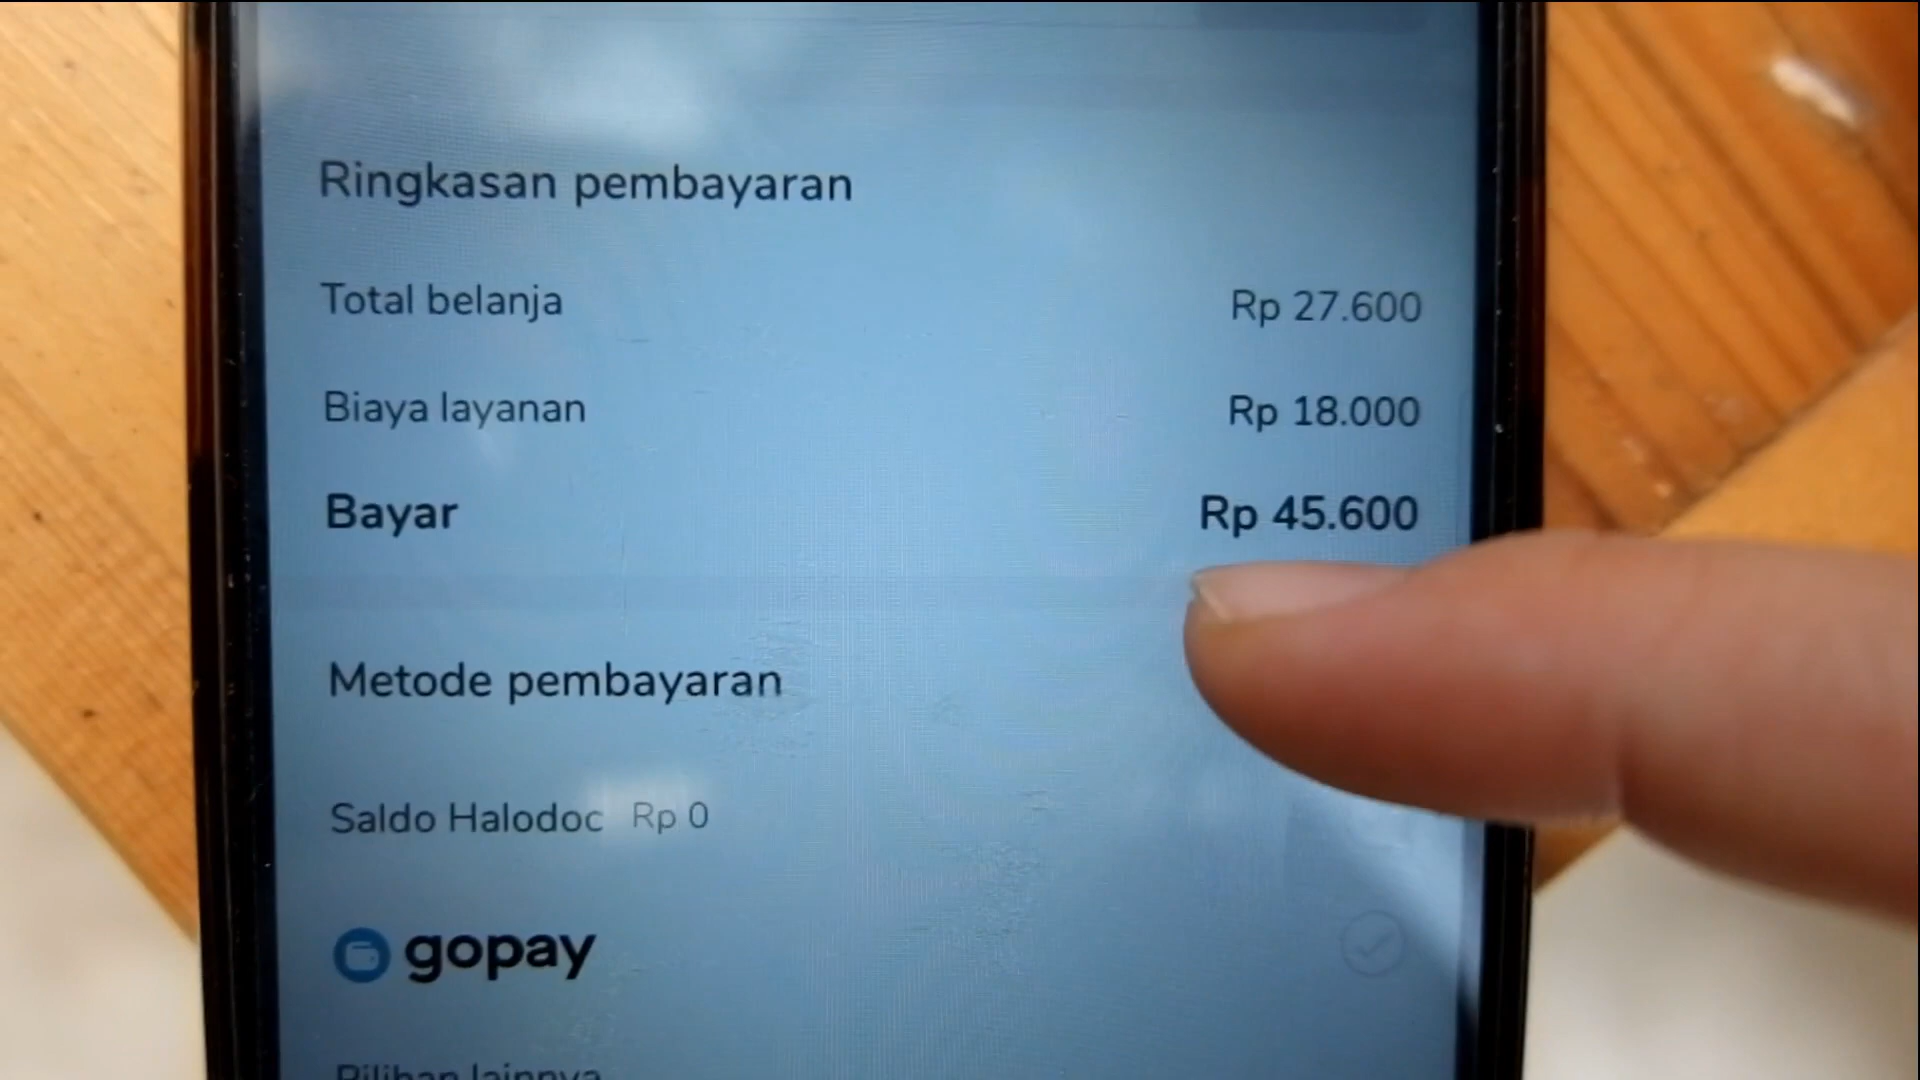 Ringkasan pembayaran
Total belanja Rp 27.600
Biaya layanan Rp 18.000
Bayar Rp 45.600
Metode pembayaran
Saldo Halodoc Rp 0
gopay
Pilihan lainnya